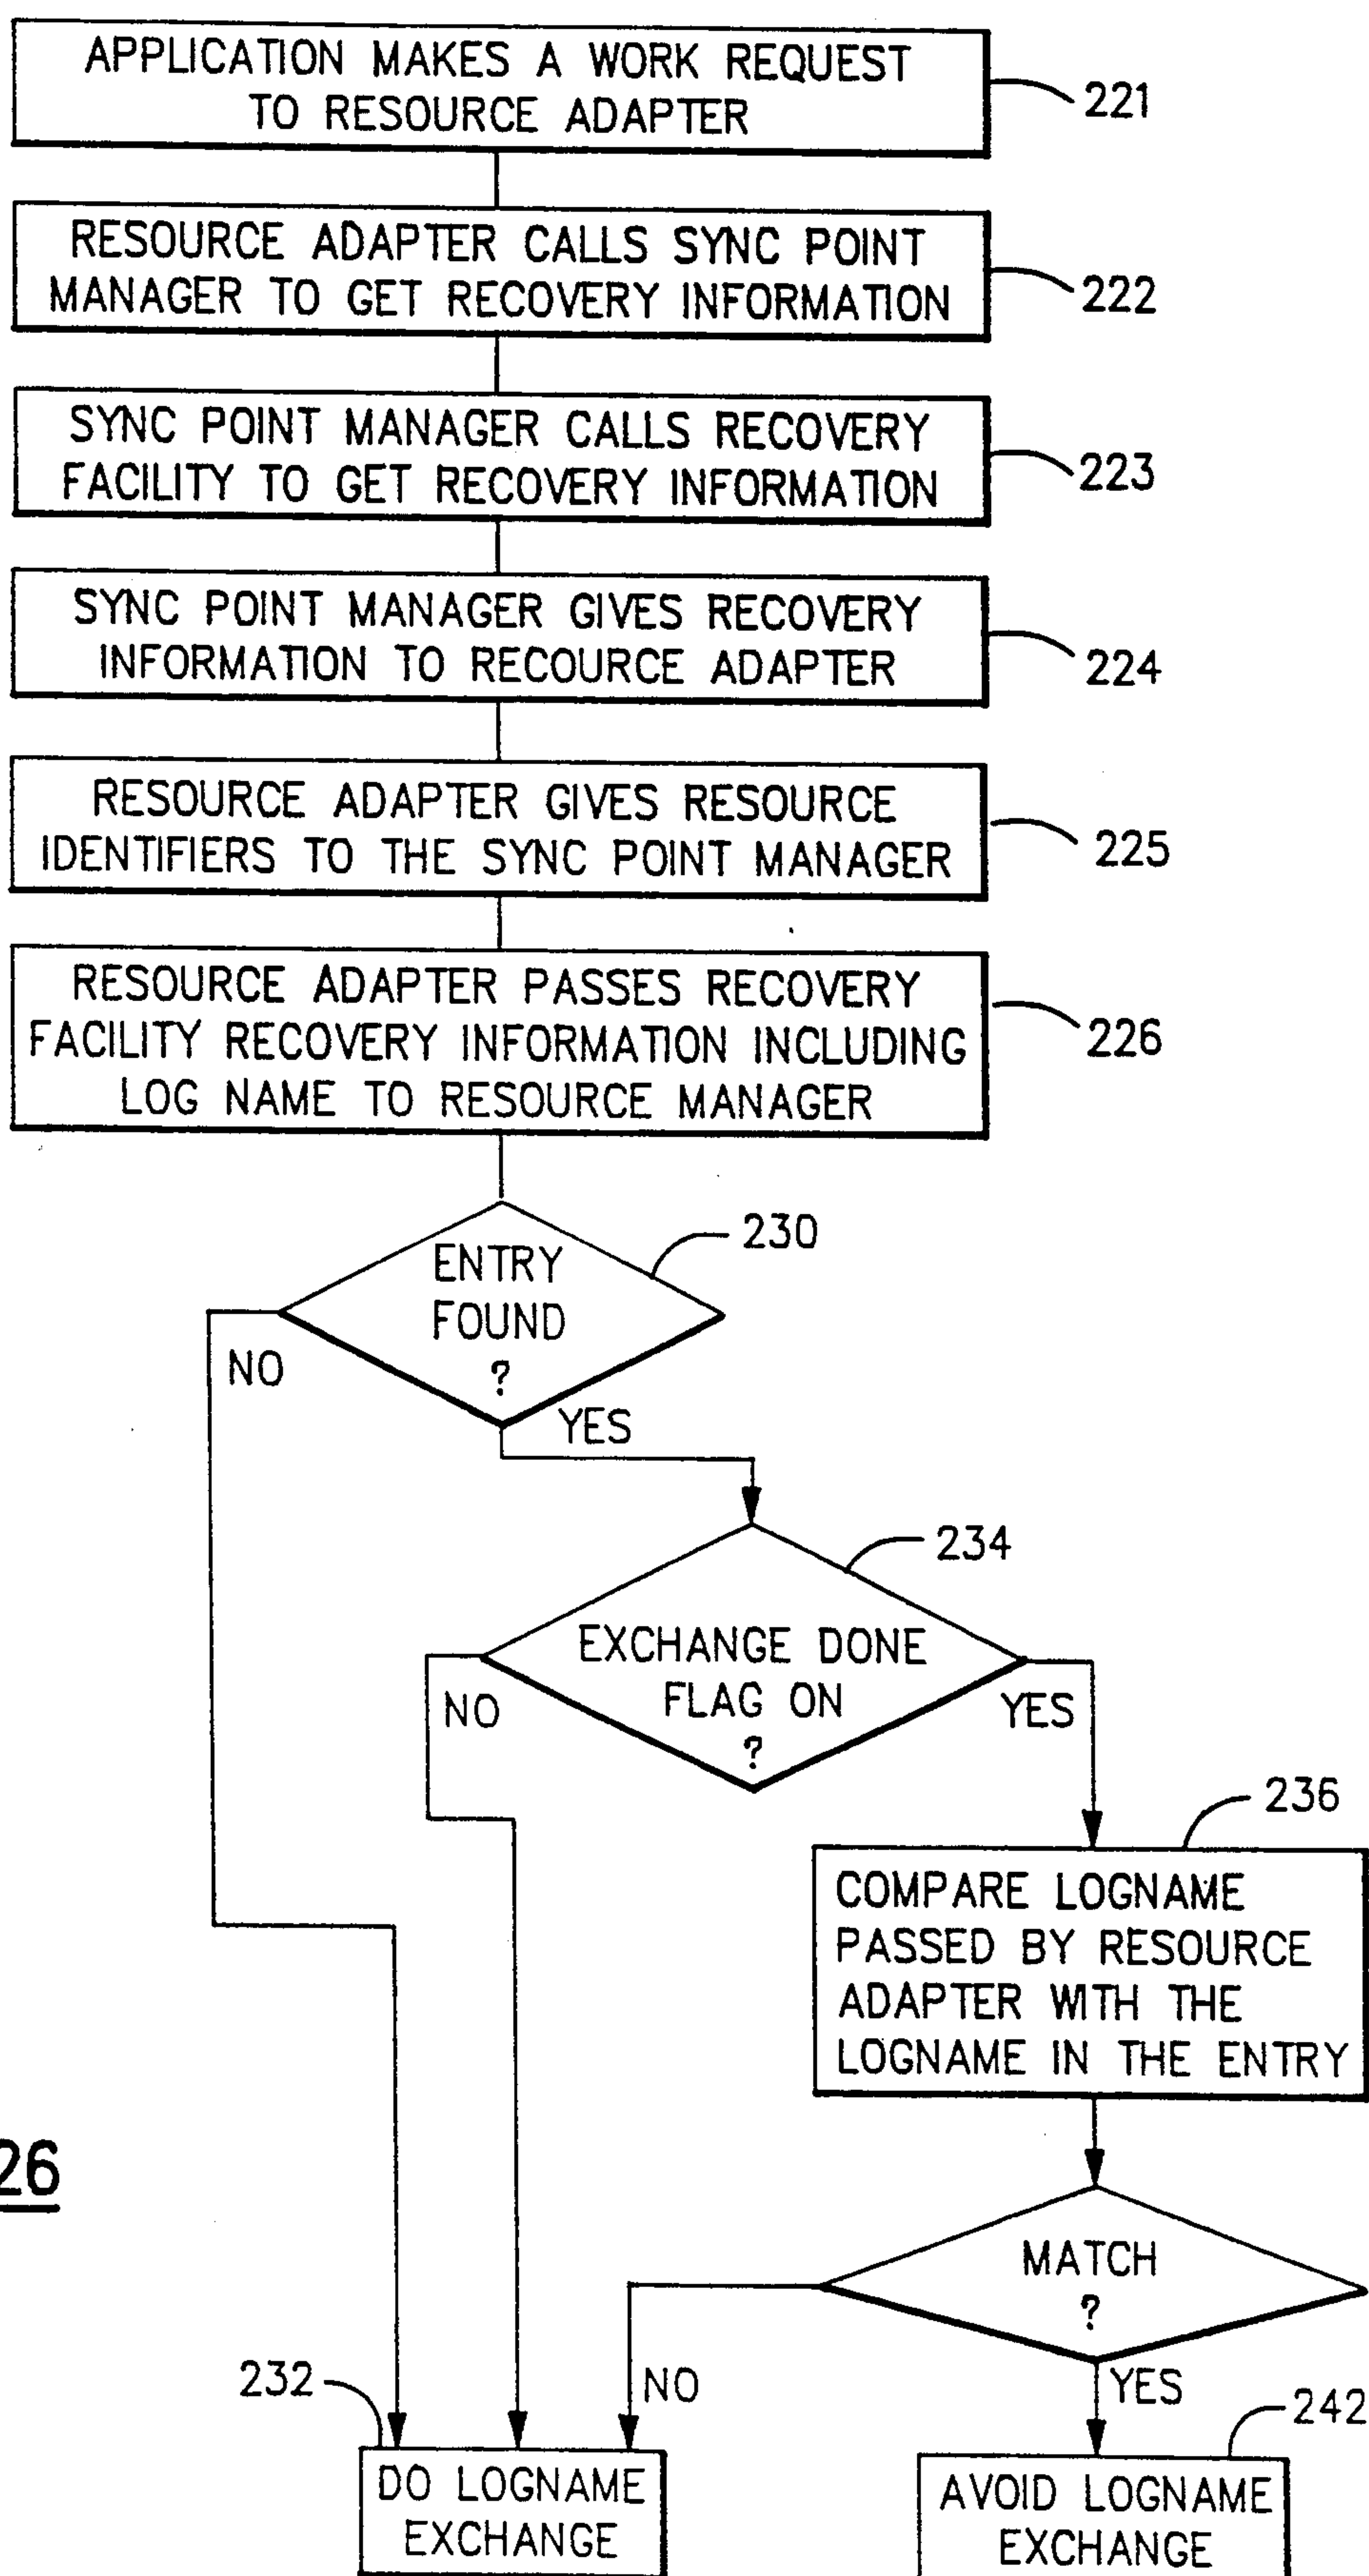 APPLICATION MAKES A WORK REQUEST
TO RESOURCE ADAPTER
221
RESOURCE ADAPTER CALLS SYNC POINT
MANAGER TO GET RECOVERY INFORMATION
222
SYNC POINT MANAGER CALLS RECOVERY
FACILITY TO GET RECOVERY INFORMATION
223
SYNC POINT MANAGER GIVES RECOVERY
INFORMATION TO RECOURCE ADAPTER
224
RESOURCE ADAPTER GIVES RESOURCE
IDENTIFIERS TO THE SYNC POINT MANAGER
225
RESOURCE ADAPTER PASSES RECOVERY
FACILITY RECOVERY INFORMATION INCLUDING
LOG NAME TO RESOURCE MANAGER
226
230
ENTRY
FOUND
?
NO
YES
234
EXCHANGE DONE
FLAG ON
?
NO
YES
236
COMPARE LOGNAME
PASSED BY RESOURCE
ADAPTER WITH THE
LOGNAME IN THE ENTRY
26
MATCH
?
NO
YES
232
242
DO LOGNAME
EXCHANGE
AVOID LOGNAME
EXCHANGE